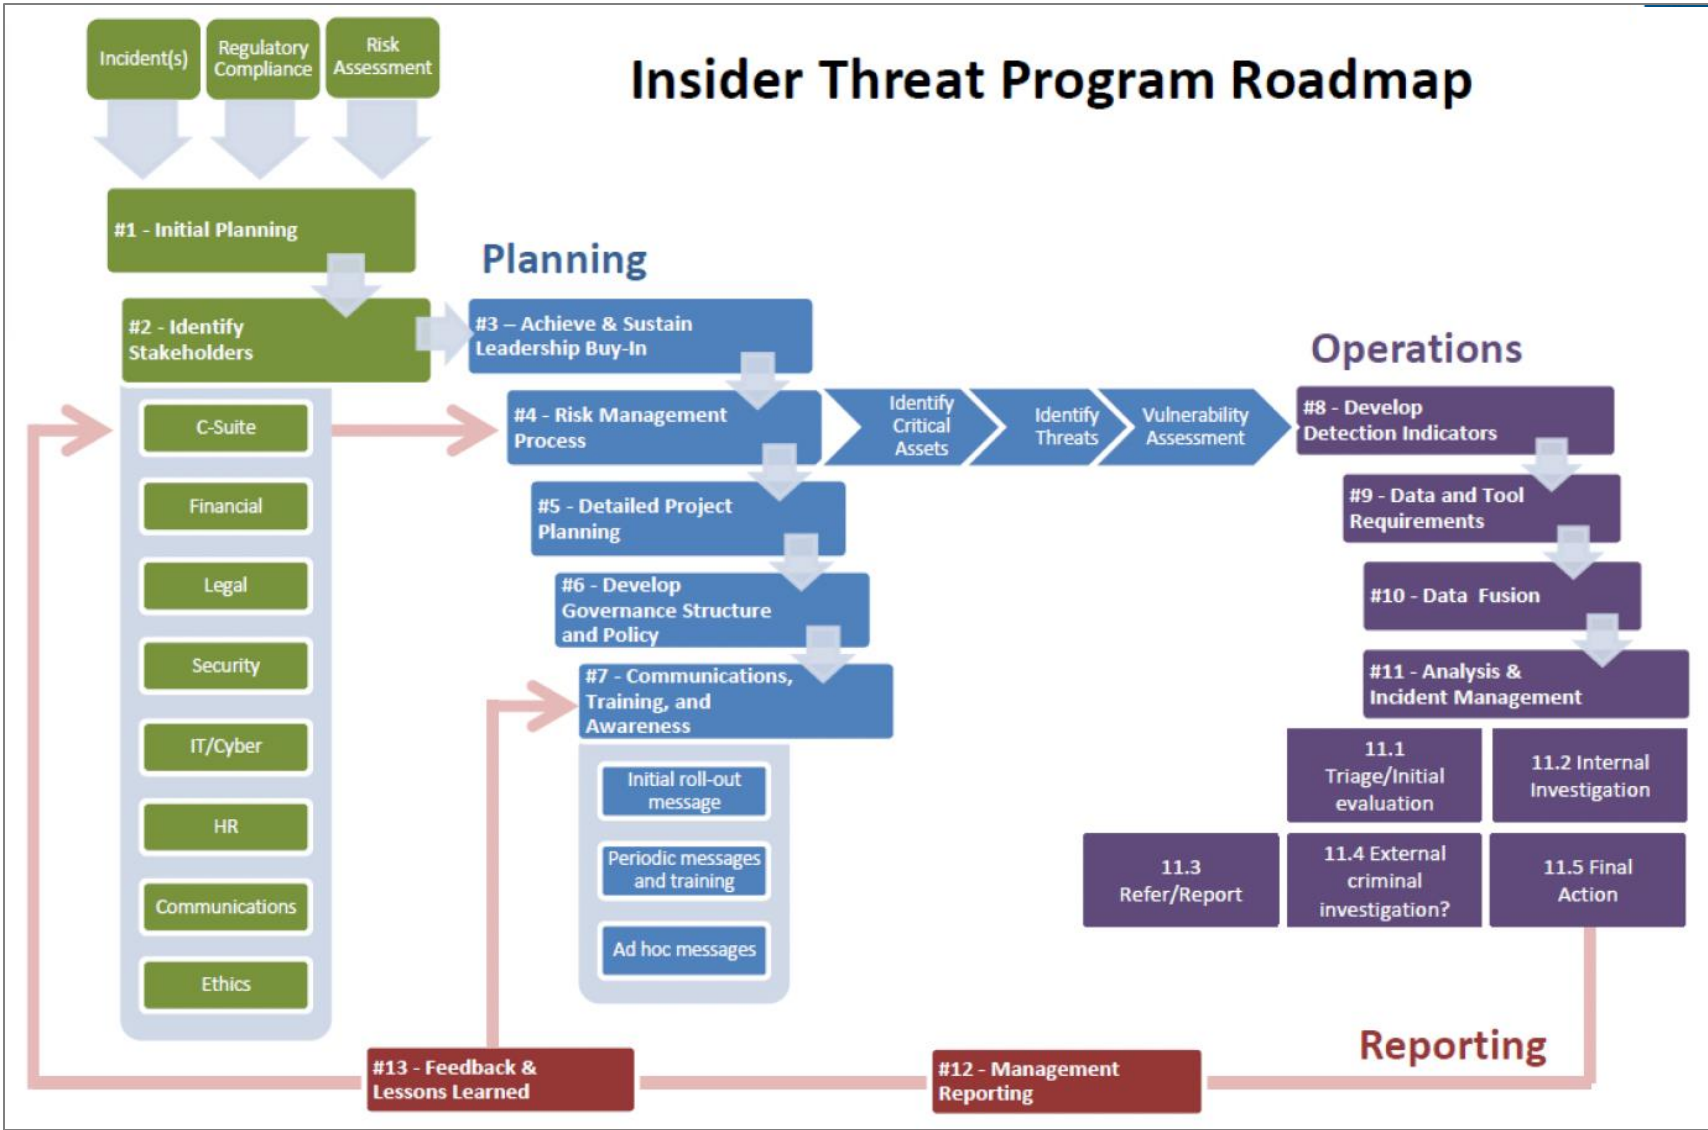 Incident(s)
Regulatory
Compliance
Risk
Assessment
Insider Threat Program Roadmap
#1 - Initial Planning
#2 - Identify
Stakeholders
C-Suite
Financial
Legal
Security
IT/Cyber
HR
Communications
Ethics
Planning
#3 – Achieve & Sustain
Leadership Buy-In
#4 - Risk Management
Process
Identify
Critical
Assets
Identify
Threats
Vulnerability
Assessment
#5 - Detailed Project
Planning
#6 - Develop
Governance Structure
and Policy
#7 - Communications,
Training, and
Awareness
Initial roll-out
message
Periodic messages
and training
Ad hoc messages
Operations
#8 - Develop
Detection Indicators
#9 - Data and Tool
Requirements
#10 - Data Fusion
#11 - Analysis &
Incident Management
11.1
Triage/Initial
evaluation
11.2 Internal
Investigation
11.3
Refer/Report
11.4 External
criminal
investigation?
11.5 Final
Action
Reporting
#12 - Management
Reporting
#13 - Feedback &
Lessons Learned